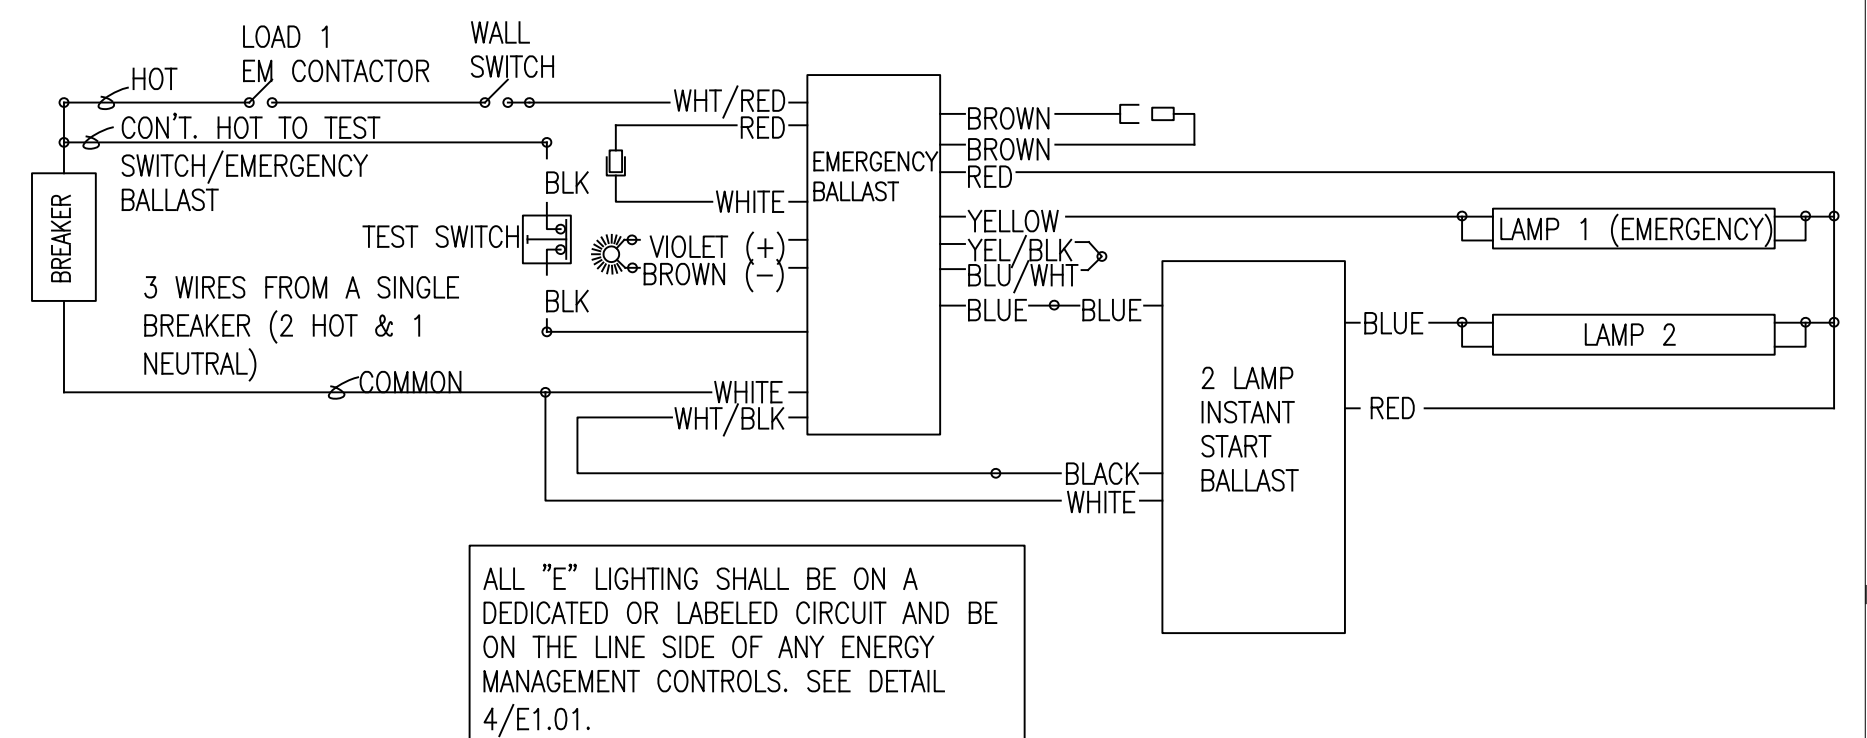 LOAD 1
EM CONTACTOR
WALL
SWITCH
HOT
CON'T. HOT TO TEST
SWITCH/EMERGENCY
BALLAST
BREAKER
3 WIRES FROM A SINGLE
BREAKER (2 HOT & 1
NEUTRAL)
COMMON
BLK
TEST SWITCH
BLK
WHT/RED
RED
WHITE
VIOLET (+)
BROWN (−)
WHITE
WHT/BLK
EMERGENCY
BALLAST
BROWN
BROWN
RED
YELLOW
YEL/BLK
BLU/WHT
BLUE
BLUE
BLACK
WHITE
2 LAMP
INSTANT
START
BALLAST
BLUE
RED
LAMP 1 (EMERGENCY)
LAMP 2
ALL "E" LIGHTING SHALL BE ON A
DEDICATED OR LABELED CIRCUIT AND BE
ON THE LINE SIDE OF ANY ENERGY
MANAGEMENT CONTROLS. SEE DETAIL
4/E1.01.